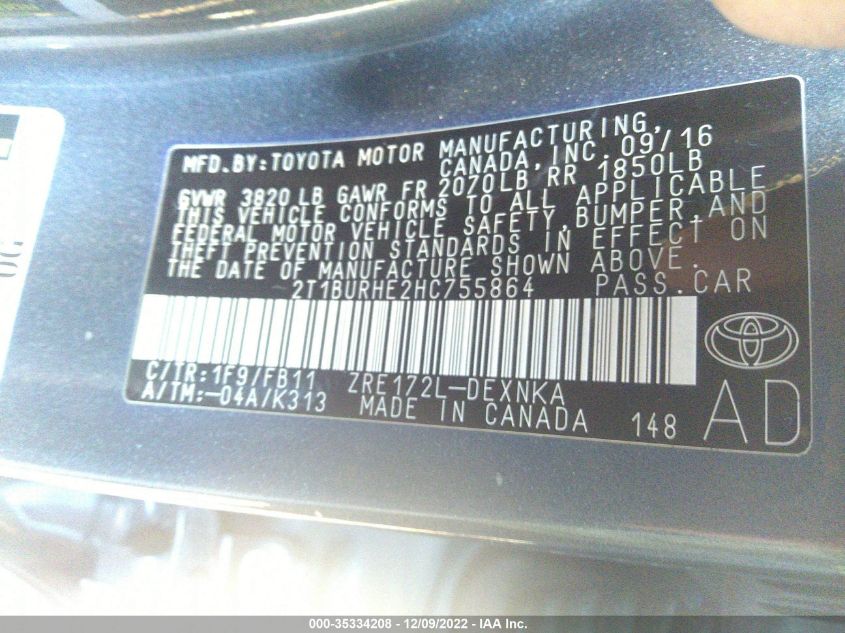 MFD.BY:TOYOTA MOTOR MANUFACTURING,
CANADA, INC. 09/16
GVWR 3820 LB GAWR FR 2070LB RR 1850LB
THIS VEHICLE CONFORMS TO ALL APPLICABLE
FEDERAL MOTOR VEHICLE SAFETY, BUMPER, AND
THEFT PREVENTION STANDARDS IN EFFECT ON
THE DATE OF MANUFACTURE SHOWN ABOVE.
2T1BURHE2HC755864 PASS.CAR
C/TR:1F9/FB11 ZRE172L-DEXNKA
A/TM:-04A/K313 MADE IN CANADA 148
AD
000-35334208 - 12/09/2022 - IAA Inc.